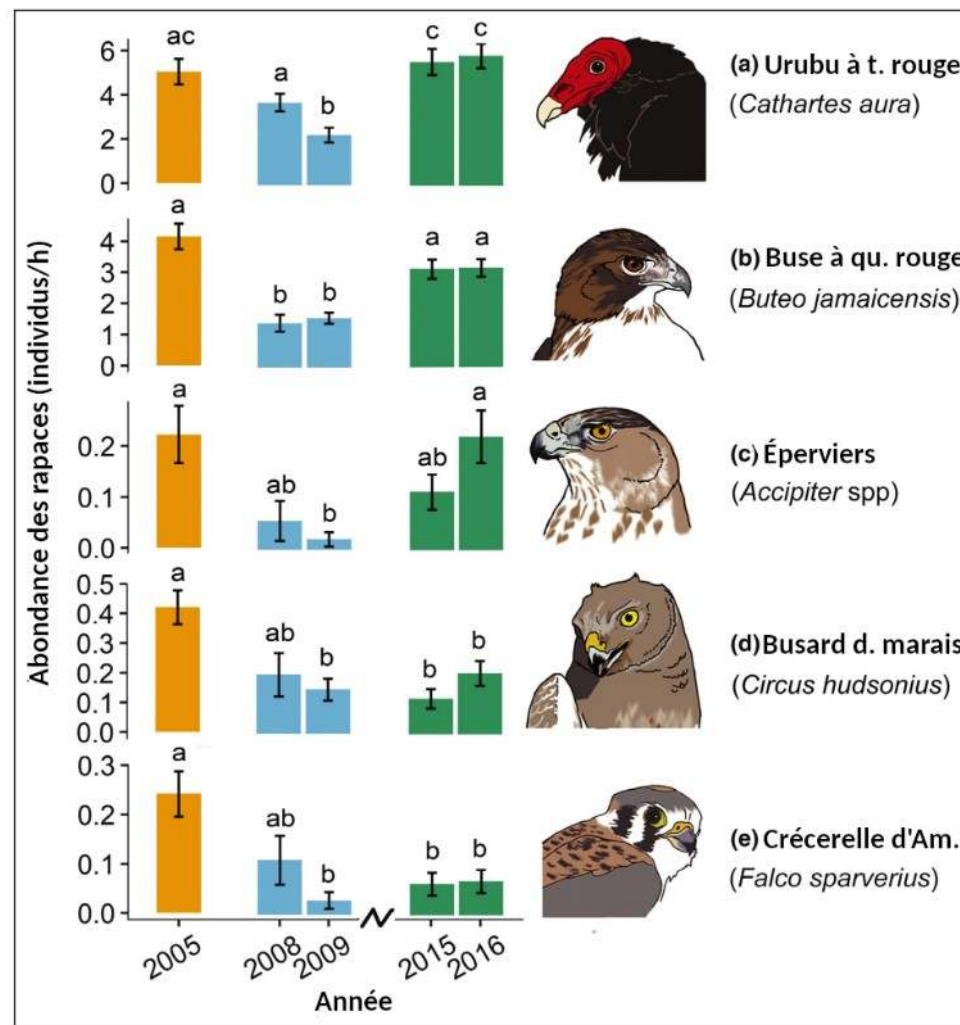 Abondance des rapaces (individus/h)
6
4
2
0
ac
a
b
c
c
(a) Urubu à t. rouge
(Cathartes aura)
4
3
2
1
0
a
b
b
a
a
(b) Buse à qu. rouge
(Buteo jamaicensis)
0.2
0.1
0.0
a
ab
b
ab
a
(c) Éperviers
(Accipiter spp)
0.5
0.4
0.3
0.2
0.1
0.0
a
ab
b
b
b
(d) Busard d. marais
(Circus hudsonius)
0.3
0.2
0.1
0.0
a
ab
b
b
b
(e) Crécerelle d'Am.
(Falco sparverius)
2005
2008
2009
2015
2016
Année